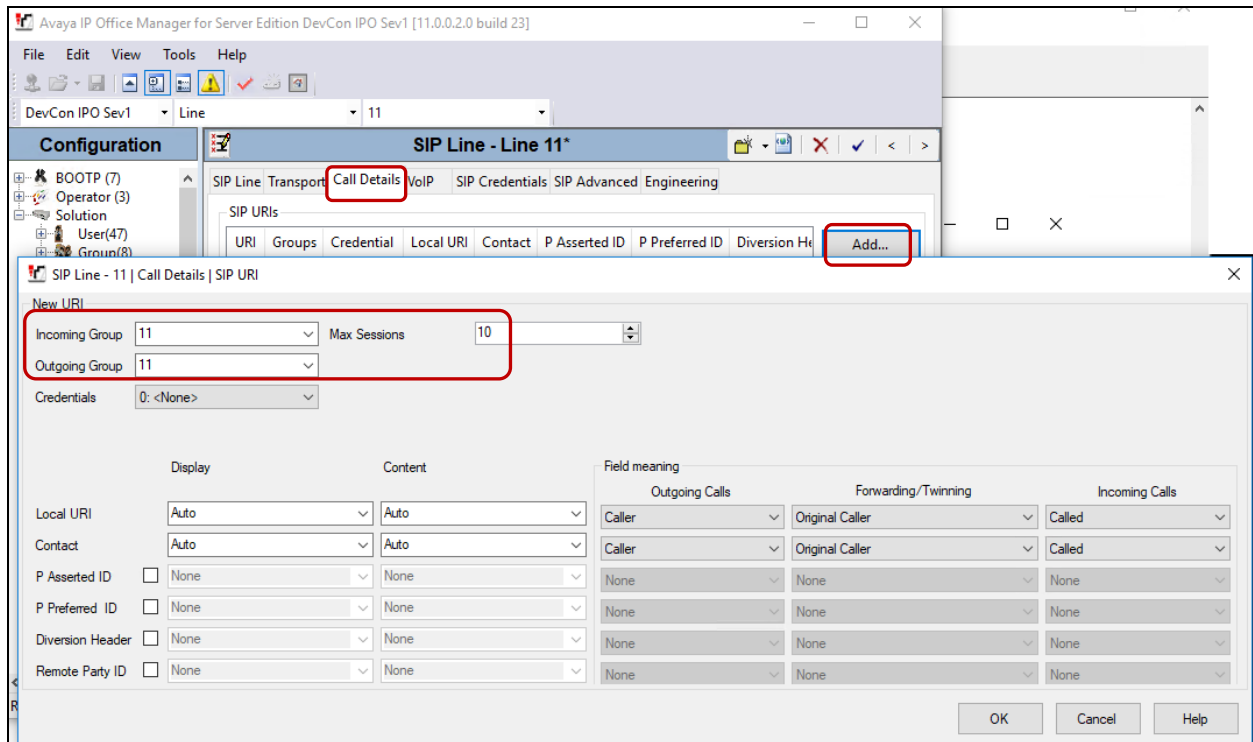 Avaya IP Office Manager for Server Edition DevCon IPO Sev1 [11.0.0.2.0 build 23]
File Edit View Tools Help
DevCon IPO Sev1 Line 11
Configuration SIP Line - Line 11*
BOOTP (7)
Operator (3)
Solution
User(47)
Group(8)
SIP Line Transport Call Details VoIP SIP Credentials SIP Advanced Engineering
SIP URIs
URI Groups Credential Local URI Contact P Asserted ID P Preferred ID Diversion He Add...
SIP Line - 11 | Call Details | SIP URI
New URI
Incoming Group 11 Max Sessions 10
Outgoing Group 11
Credentials 0: <None>
Display Content Field meaning
Outgoing Calls Forwarding/Twinning Incoming Calls
Local URI Auto Auto Caller Original Caller Called
Contact Auto Auto Caller Original Caller Called
P Asserted ID None None None None None
P Preferred ID None None None None None
Diversion Header None None None None None
Remote Party ID None None None None None
OK Cancel Help